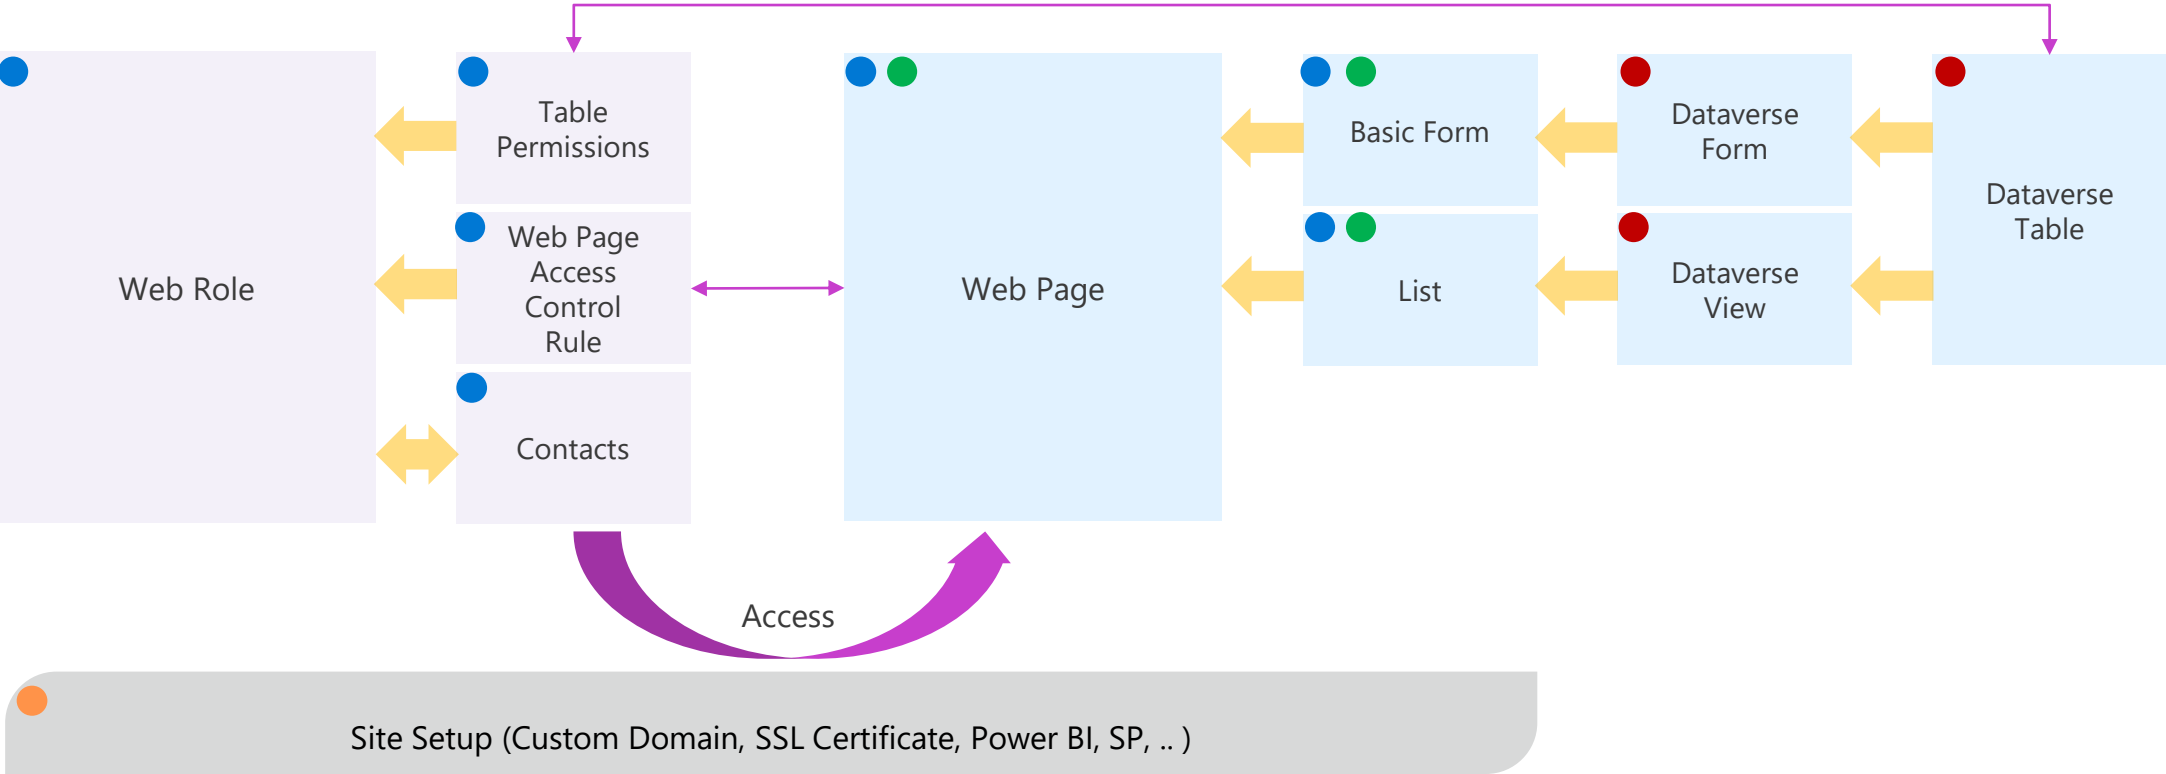 Web Role
Table
Permissions
Web Page
Access
Control
Rule
Contacts
Web Page
Basic Form
List
Dataverse
Form
Dataverse
View
Dataverse
Table
Access
Site Setup (Custom Domain, SSL Certificate, Power BI, SP, .. )